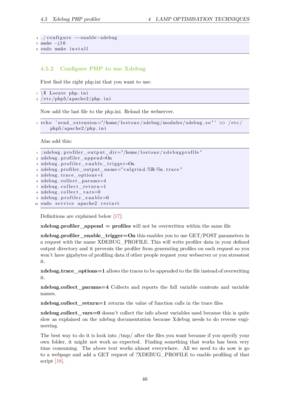 4.5 Xdebug PHP profiler 4 LAMP TECHNOLOGY STACK
4 ./configure --enable-xdebug
5 make -j10
6 sudo make install
4.5.2 Configure PHP to use Xdebug
First find the right php.ini that you want to use:
1 \# Locate php.ini
2 /etc/php5/apache2/php.ini
Now add the last file to the php.ini. Reload the webserver.
1 echo 'zend_extension="/home/testuser/xdebug/modules/xdebug.so"' >> /etc/
php5/apache2/php.ini
Also add this:
1 ;xdebug.profiler_output_dir="/home/testuser/xdebugprofile"
2 xdebug.profiler_append=On
3 xdebug.profiler_enable_trigger=On
4 xdebug.profiler_output_name="valgrind-%R-%u.trace"
5 xdebug.trace_options=1
6 xdebug.collect_params=4
7 xdebug.collect_return=1
8 xdebug.collect_vars=0
9 xdebug.profiler_enable=0
10 sudo service apache2 restart
Definitions are explained below [57].
xdebug.profiler_append = profiles will not be overwritten within the same file
xdebug.profiler_enable_trigger=On this enables you to use GET/POST parameters in
a request with the name XDEBUG_PROFILE. This will write profiler data in your defined
output directory and it prevents the profiler from generating profiles on each request so you
won't have gigabytes of profiling data if other people request your webserver or you stresstest
it.
xdebug.trace_options=1 allows the traces to be appended to the file instead of overwriting
it.
xdebug.collect_params=4 Collects and reports the full variable contents and variable
names.
xdebug.collect_return=1 returns the value of function calls in the trace files
xdebug.collect_vars=0 doesn't collect the info about variables used because this is quite
slow as explained on the xdebug documentation because Xdebug needs to do reverse engi-
neering
The best way to do it is look into /tmp/ after the files you want because if you specify your
own folder, it might not work as expected. Finding something that works has been very
time consuming. The above text works almost everywhere. All we need to do now is go
to a webpage and add a GET request of ?XDEBUG_PROFILE to enable profiling of that
script [58].